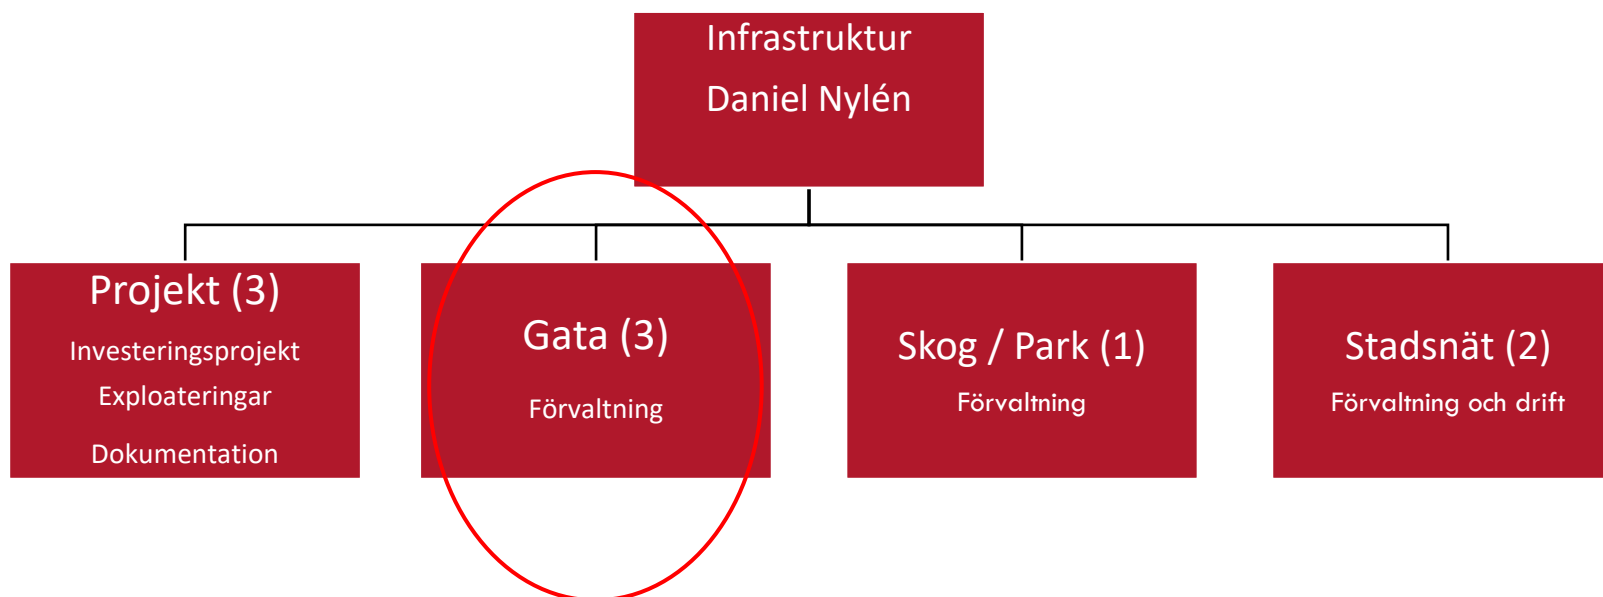 Infrastruktur
Daniel Nylén
Projekt (3)
Investeringsprojekt
Exploateringar
Dokumentation
Gata (3)
Förvaltning
Skog / Park (1)
Förvaltning
Stadsnät (2)
Förvaltning och drift